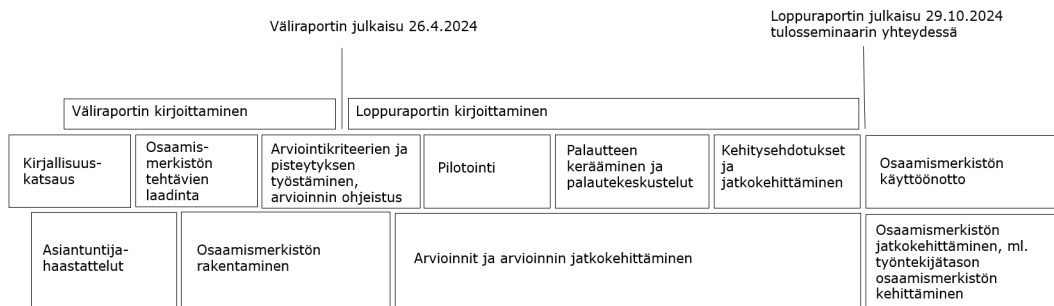 Väliraportin julkaisu 26.4.2024
Loppuraportin julkaisu 29.10.2024
tulosseminaarin yhteydessä
Väliraportin kirjoittaminen
Loppuraportin kirjoittaminen
Kirjallisuus-
katsaus
Osaamis-
merkistön
tehtävien
laadinta
Arviointikriteerien ja
pisteytyksen
työstäminen,
arvioinnin ohjeistus
Pilotointi
Palautteen
kerääminen ja
palautekeskustelut
Kehitysehdotukset
ja
jatkokehittäminen
Osaamismerkistön
käyttöönotto
Asiantuntija-
haastattelut
Osaamismerkistön
rakentaminen
Arvioinnit ja arvioinnin jatkokehittäminen
Osaamismerkistön
jatkokehittäminen, ml.
työntekijätason
osaamismerkistön
kehittäminen